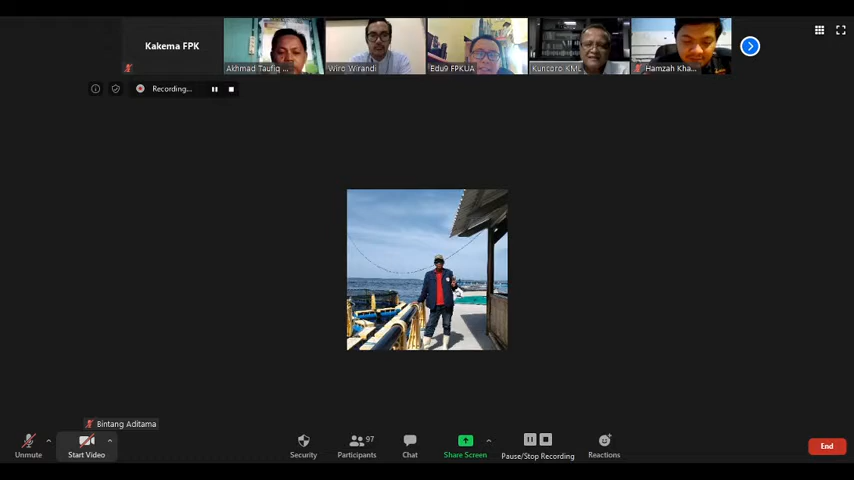 Kakema FPK
Akhmad Taufiq ...
Wiro Wirandi
Edu9 FPKUA
Kuncoro KM
Hamzah Kha...
Recording...
Bintang Aditama
Unmute
Start Video
Security
97
Participants
Chat
Share Screen
Pause/Stop Recording
Reactions
End